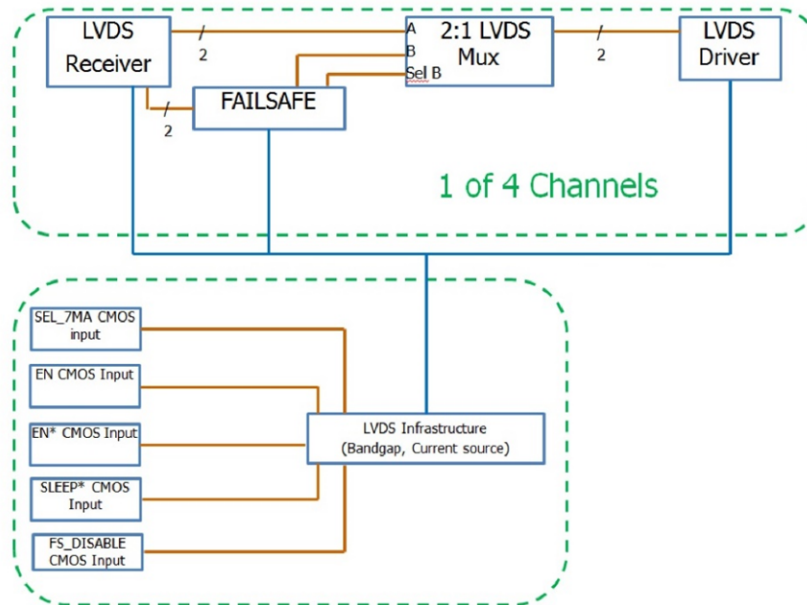 LVDS
Receiver
/
2
A
B
Sel B
2:1 LVDS
Mux
/
2
LVDS
Driver
/
2
FAILSAFE
1 of 4 Channels
SEL_7MA CMOS
input
EN CMOS Input
EN* CMOS Input
SLEEP* CMOS
Input
FS_DISABLE
CMOS Input
LVDS Infrastructure
(Bandgap, Current source)